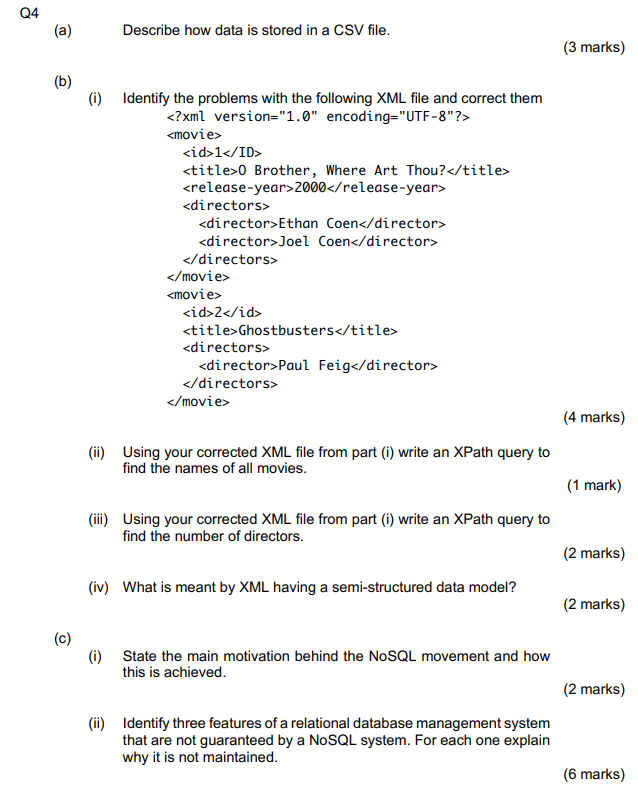 Q4
(a) Describe how data is stored in a CSV file.
(3 marks)
(b)
(i) Identify the problems with the following XML file and correct them
<?xml version="1.0" encoding="UTF-8"?>
<movie>
<id>1</ID>
<title>O Brother, Where Art Thou?</title>
<release-year>2000</release-year>
<directors>
<director>Ethan Coen</director>
<director>Joel Coen</director>
</directors>
</movie>
<movie>
<id>2</id>
<title>Ghostbusters</title>
<directors>
<director>Paul Feig</director>
</directors>
</movie>
(4 marks)
(ii) Using your corrected XML file from part (i) write an XPath query to
find the names of all movies.
(1 mark)
(iii) Using your corrected XML file from part (i) write an XPath query to
find the number of directors.
(2 marks)
(iv) What is meant by XML having a semi-structured data model?
(2 marks)
(c)
(i) State the main motivation behind the NoSQL movement and how
this is achieved.
(2 marks)
(ii) Identify three features of a relational database management system
that are not guaranteed by a NoSQL system. For each one explain
why it is not maintained.
(6 marks)